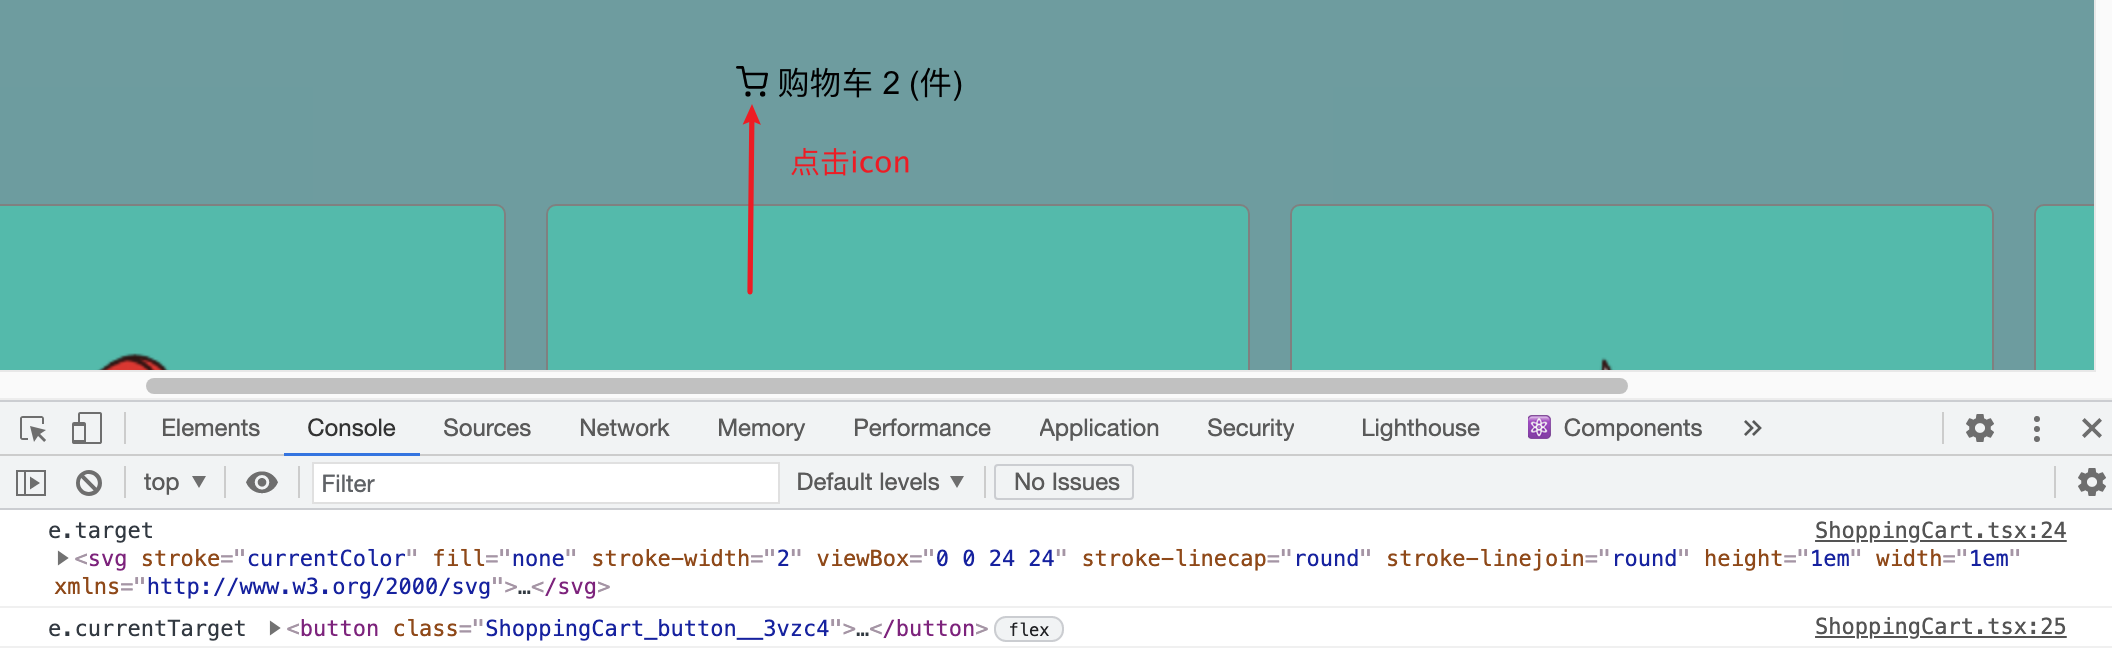 购物车 2 (件)
点击icon
Elements Console Sources Network Memory Performance Application Security Lighthouse Components
top Filter Default levels No Issues
e.target ShoppingCart.tsx:24
<svg stroke="currentColor" fill="none" stroke-width="2" viewBox="0 0 24 24" stroke-linecap="round" stroke-linejoin="round" height="1em" width="1em"
xmlns="http://www.w3.org/2000/svg">…</svg>
e.currentTarget <button class="ShoppingCart_button__3vzc4">…</button> flex ShoppingCart.tsx:25